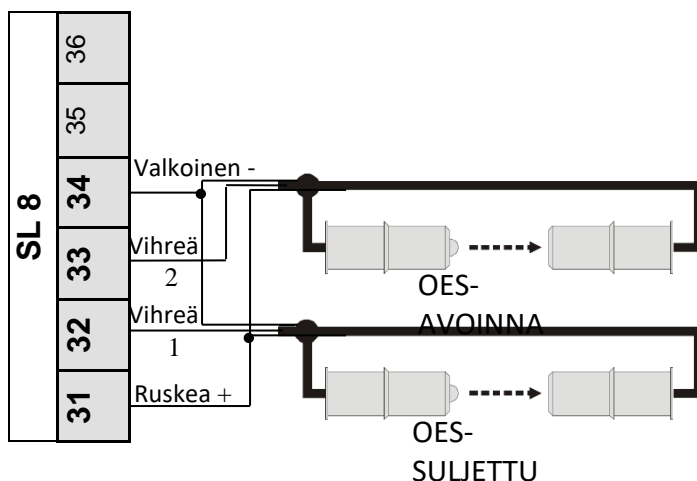 SL 8
36
35
34
33
32
31
Valkoinen -
Vihreä
2
Vihreä
1
Ruskea +
OES-
AVOINNA
OES-
SULJETTU